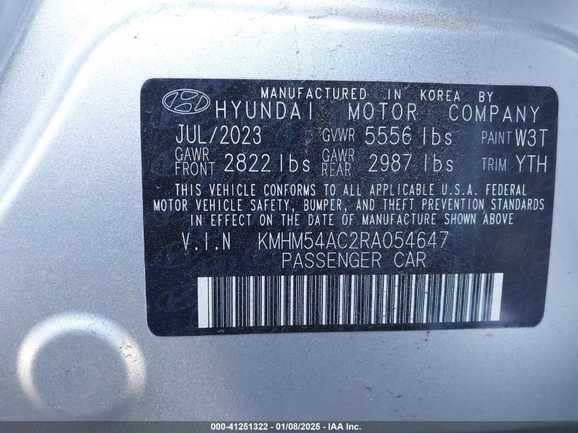 MANUFACTURED IN KOREA BY
HYUNDAI MOTOR COMPANY
JUL/2023 GVWR 5556 lbs PAINT W3T
GAWR FRONT 2822 lbs GAWR REAR 2987 lbs TRIM YTH
THIS VEHICLE CONFORMS TO ALL APPLICABLE U.S.A. FEDERAL
MOTOR VEHICLE SAFETY, BUMPER, AND THEFT PREVENTION
STANDARDS IN EFFECT ON THE DATE OF MANUFACTURE SHOWN ABOVE.
V.I.N KMHM54AC2RA054647
PASSENGER CAR
000-41251322 - 01/08/2025 - IAA Inc.